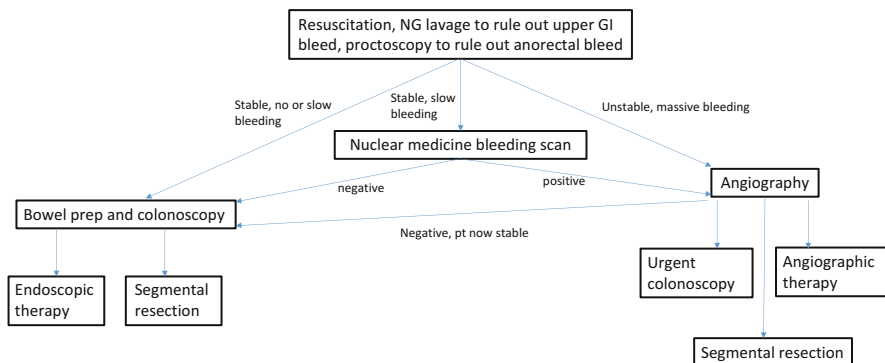 Resuscitation, NG lavage to rule out upper GI
bleed, proctoscopy to rule out anorectal bleed
Stable, no or slow
bleeding
Stable, slow
bleeding
Unstable, massive bleeding
Nuclear medicine bleeding scan
negative
positive
Angiography
Bowel prep and colonoscopy
Negative, pt now stable
Urgent
colonoscopy
Angiographic
therapy
Endoscopic
therapy
Segmental
resection
Segmental resection